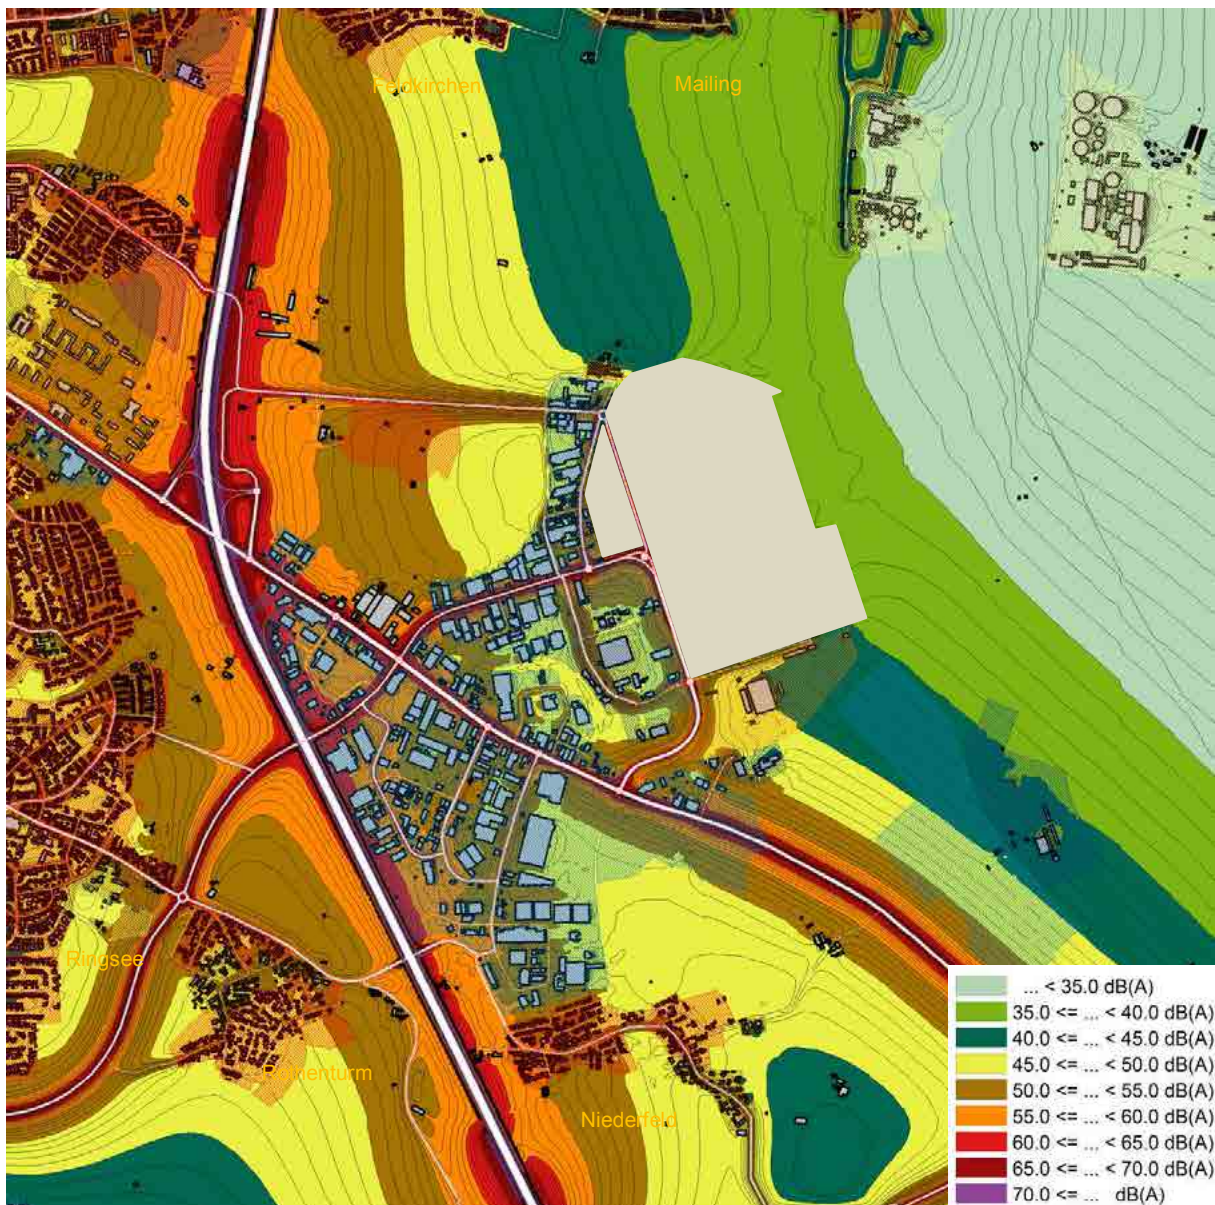 Feldkirchen
Mailing
Ringsee
Rothenturm
Niederfeld
... < 35.0 dB(A)
35.0 <= ... < 40.0 dB(A)
40.0 <= ... < 45.0 dB(A)
45.0 <= ... < 50.0 dB(A)
50.0 <= ... < 55.0 dB(A)
55.0 <= ... < 60.0 dB(A)
60.0 <= ... < 65.0 dB(A)
65.0 <= ... < 70.0 dB(A)
70.0 <= ... dB(A)